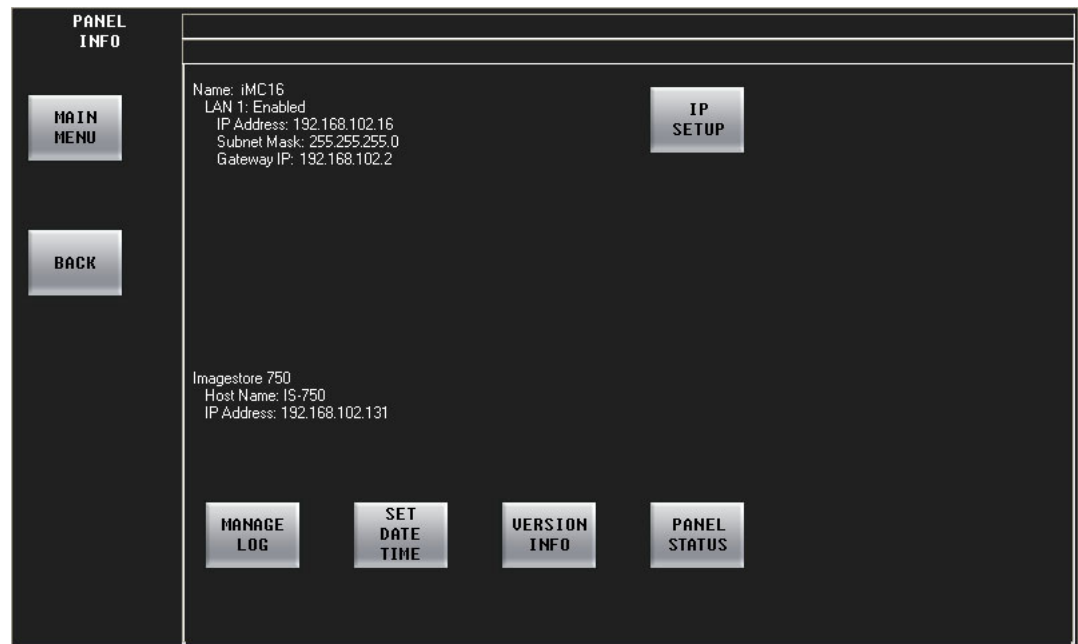 PANEL
INFO
MAIN
MENU
BACK
Name: iMC16
LAN 1: Enabled
IP Address: 192.168.102.16
Subnet Mask: 255.255.255.0
Gateway IP: 192.168.102.2
IP
SETUP
Imagestore 750
Host Name: IS-750
IP Address: 192.168.102.131
MANAGE
LOG
SET
DATE
TIME
VERSION
INFO
PANEL
STATUS